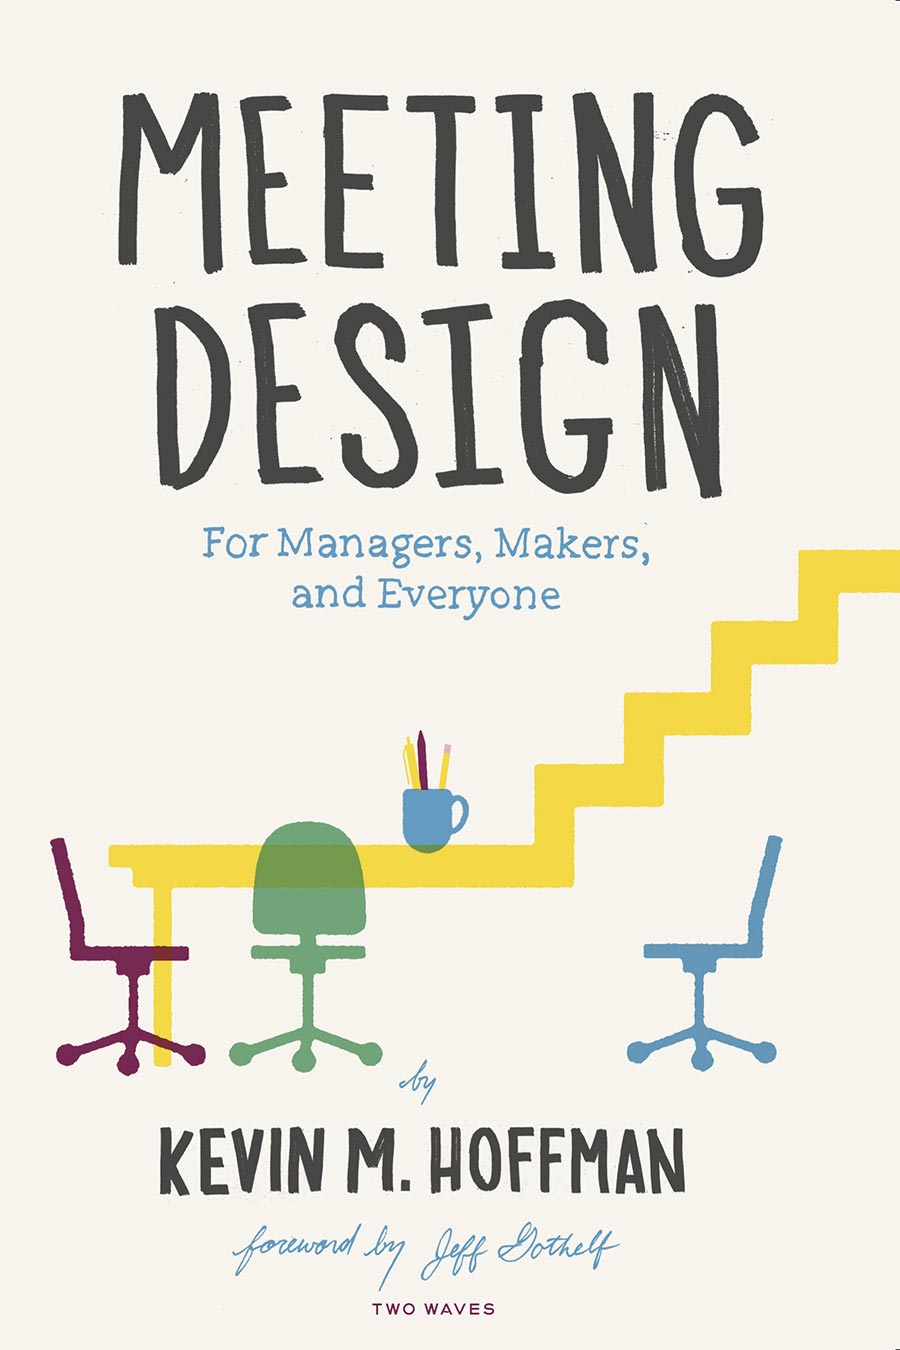 MEETING
DESIGN
For Managers, Makers,
and Everyone
by
KEVIN M. HOFFMAN
foreword by Jeff Gothelf
TWO WAVES